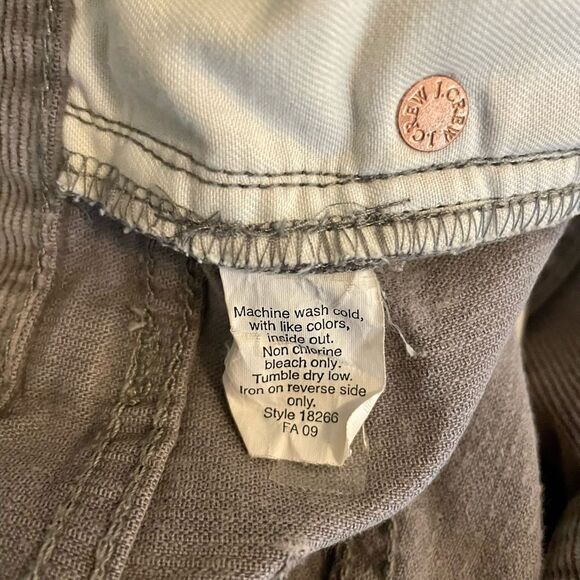 J.CREW J.CREW
Machine wash cold,
with like colors,
inside out.
Non chlorine
bleach only.
Tumble dry low.
Iron on reverse side
only.
Style 18266
FA 09